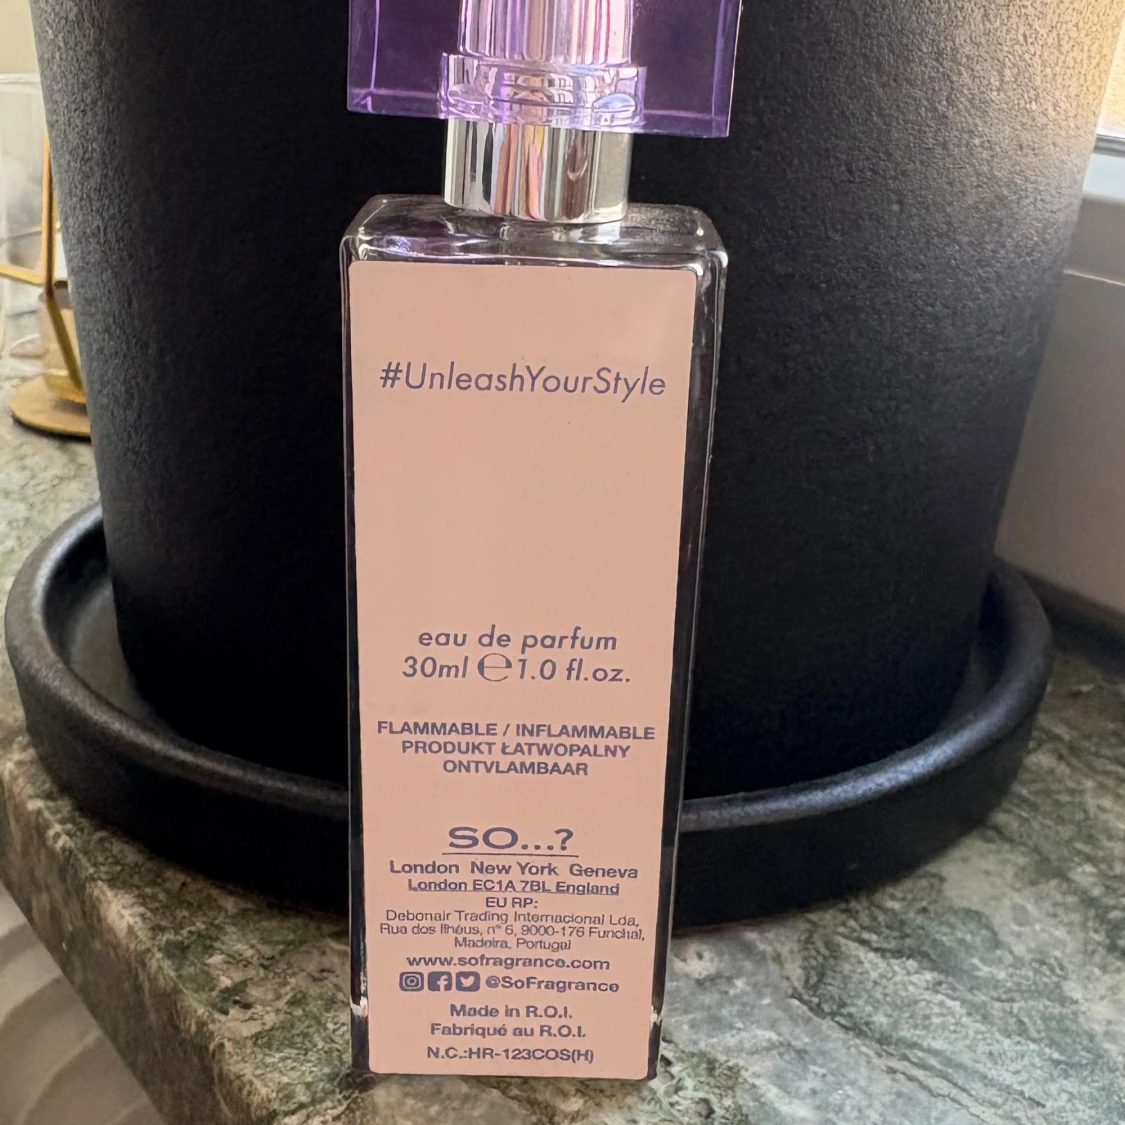 #UnleashYourStyle
eau de parfum
30ml ℮ 1.0 fl.oz.
FLAMMABLE / INFLAMMABLE
PRODUKT ŁATWOPALNY
ONTVLAMBAAR
SO...?
London New York Geneva
London EC1A 7BL England
EU RP:
Debonair Trading Internacional Lda,
Rua dos Ilhéus, nº 6, 9000-176 Funchal,
Madeira, Portugal
www.sofragrance.com
@SoFragrance
Made in R.O.I.
Fabriqué au R.O.I.
N.C.:HR-123COS(H)